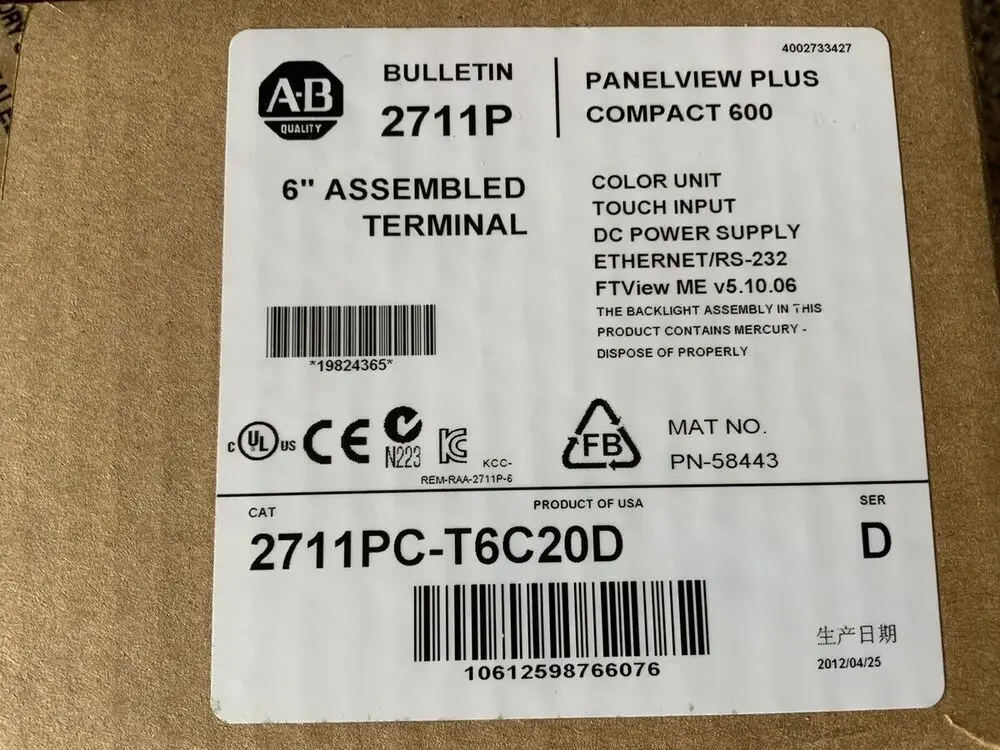 4002733427
A-B
QUALITY
BULLETIN
2711P
PANELVIEW PLUS
COMPACT 600
6" ASSEMBLED
TERMINAL
COLOR UNIT
TOUCH INPUT
DC POWER SUPPLY
ETHERNET/RS-232
FTView ME v5.10.06
THE BACKLIGHT ASSEMBLY IN THIS
PRODUCT CONTAINS MERCURY -
DISPOSE OF PROPERLY
*19824365*
C UL US CE N223
KCC-
REM-RAA-2711P-6
FB
MAT NO.
PN-58443
CAT
PRODUCT OF USA
SER
2711PC-T6C20D
D
10612598766076
生产日期
2012/04/25